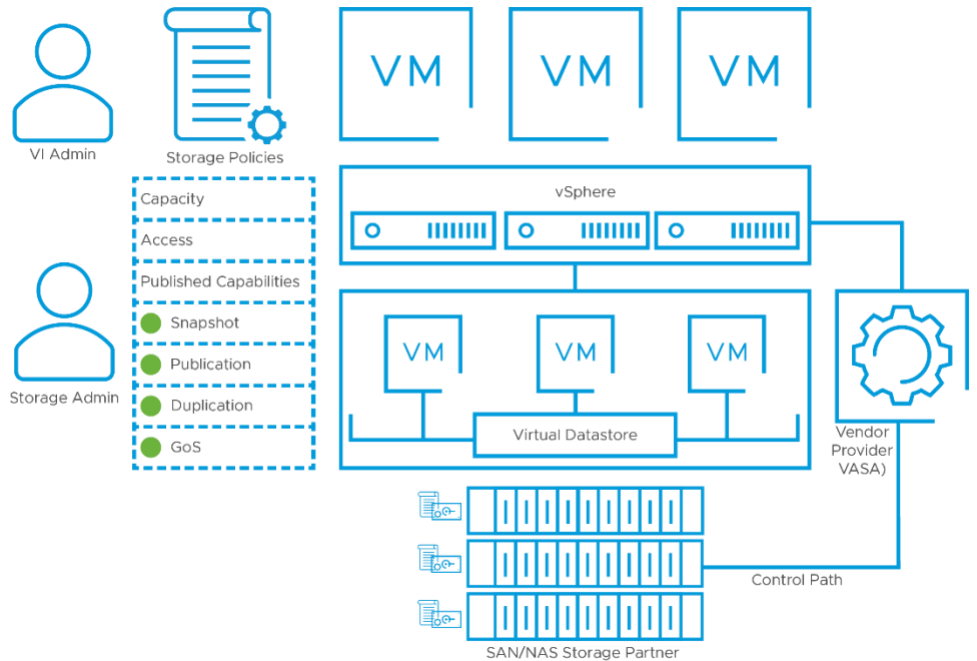 VM
VM
VM
VI Admin
Storage Policies
Capacity
Access
Published Capabilities
Snapshot
Publication
Duplication
GoS
Storage Admin
vSphere
VM
VM
VM
Virtual Datastore
Vendor
Provider
VASA)
Control Path
SAN/NAS Storage Partner